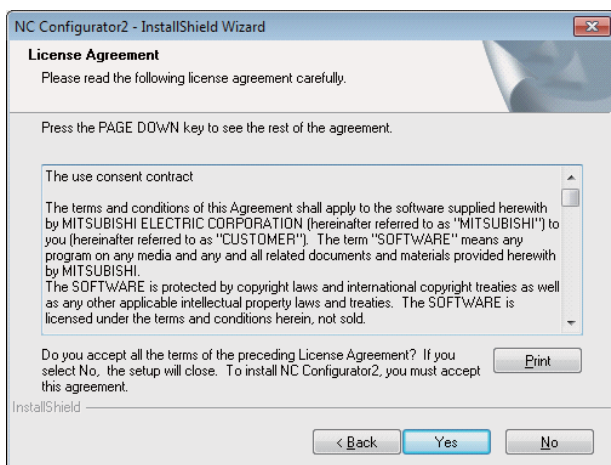 NC Configurator2 - InstallShield Wizard
License Agreement
Please read the following license agreement carefully.
Press the PAGE DOWN key to see the rest of the agreement.
The use consent contract
The terms and conditions of this Agreement shall apply to the software supplied herewith
by MITSUBISHI ELECTRIC CORPORATION (hereinafter referred to as "MITSUBISHI") to
you (hereinafter referred to as "CUSTOMER"). The term "SOFTWARE" means any
program on any media and any and all related documents and materials provided herewith
by MITSUBISHI.
The SOFTWARE is protected by copyright laws and international copyright treaties as well
as any other applicable intellectual property laws and treaties. The SOFTWARE is
licensed under the terms and conditions herein, not sold.
Do you accept all the terms of the preceding License Agreement? If you
select No, the setup will close. To install NC Configurator2, you must accept
this agreement.
Print
InstallShield
< Back
Yes
No